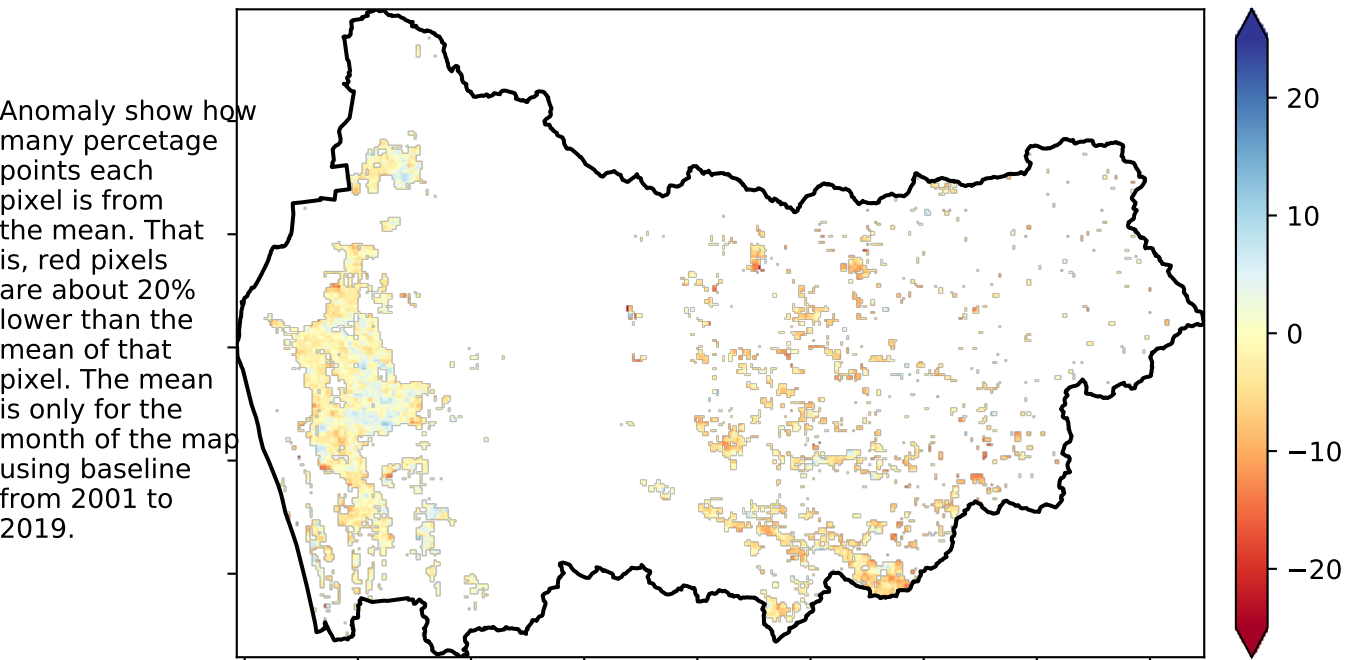 Anomaly show how
many percetage
points each
pixel is from
the mean. That
is, red pixels
are about 20%
lower than the
mean of that
pixel. The mean
is only for the
month of the map
using baseline
from 2001 to
2019.
20
10
0
−10
−20